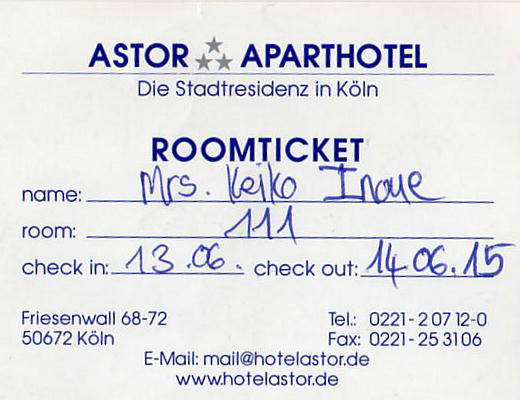 ASTOR APARTHOTEL
Die Stadtresidenz in Köln
ROOMTICKET
name: Mrs. Keiko Inoue
room: 111
check in: 13.06. check out: 14.06.15
Friesenwall 68-72 Tel.: 0221-2 07 12-0
50672 Köln Fax: 0221-25 31 06
E-Mail: mail@hotelastor.de
www.hotelastor.de